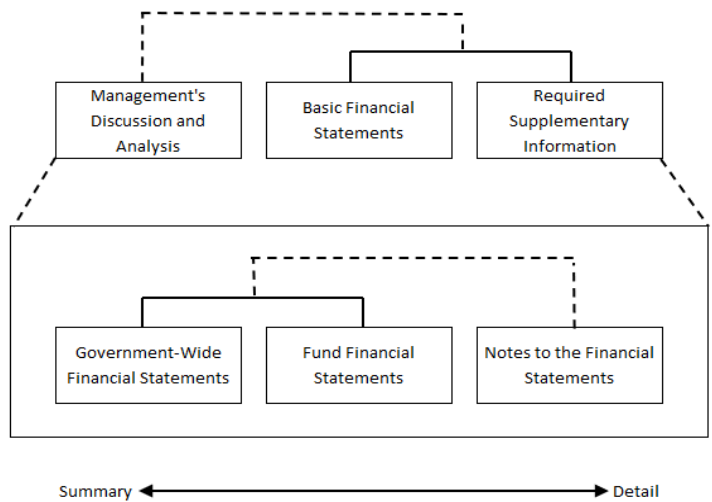 Management's
Discussion and
Analysis
Basic Financial
Statements
Required
Supplementary
Information
Government-Wide
Financial Statements
Fund Financial
Statements
Notes to the Financial
Statements
Summary
Detail